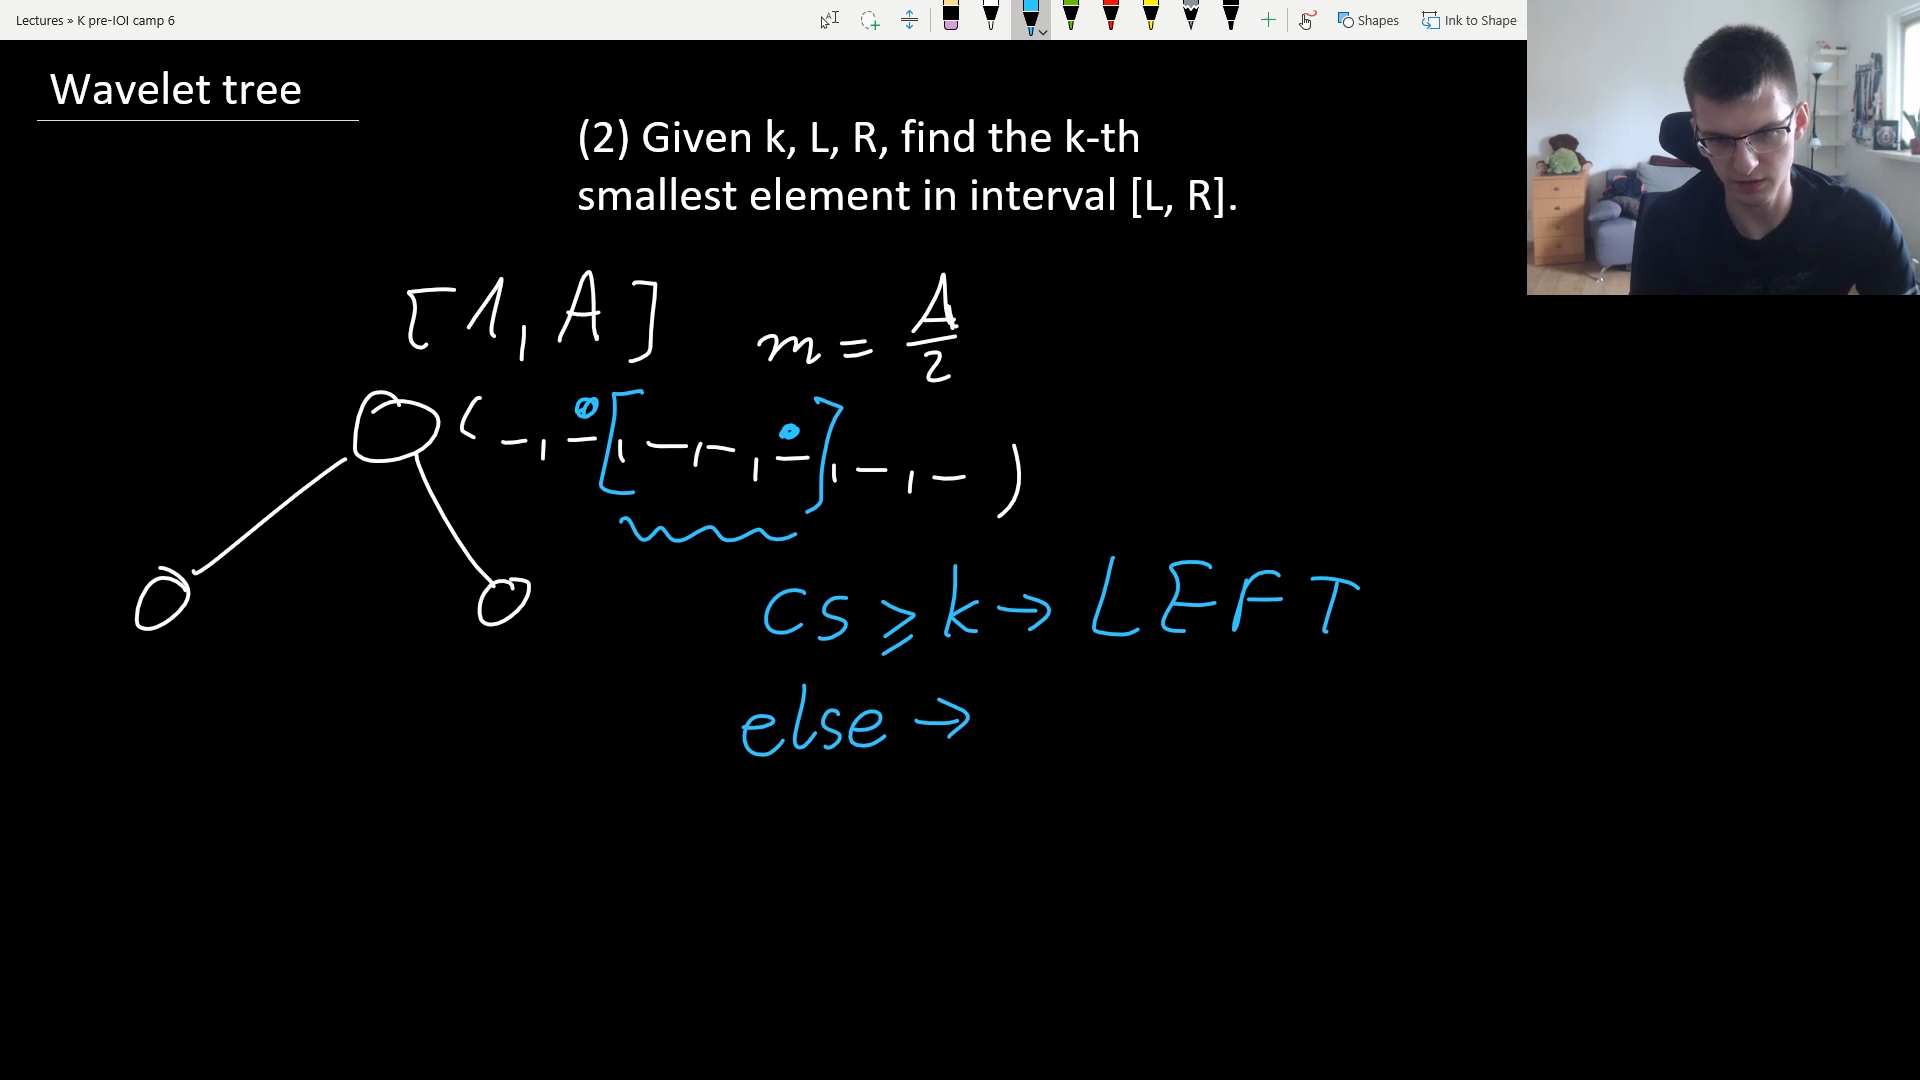 Lectures » K pre-IOI camp 6
Shapes
Ink to Shape
Wavelet tree
(2) Given k, L, R, find the k-th
smallest element in interval [L, R].
[1, A] m = A/2
(-, -, [-, -, -], -, -)
cs ≥ k → LEFT
else →